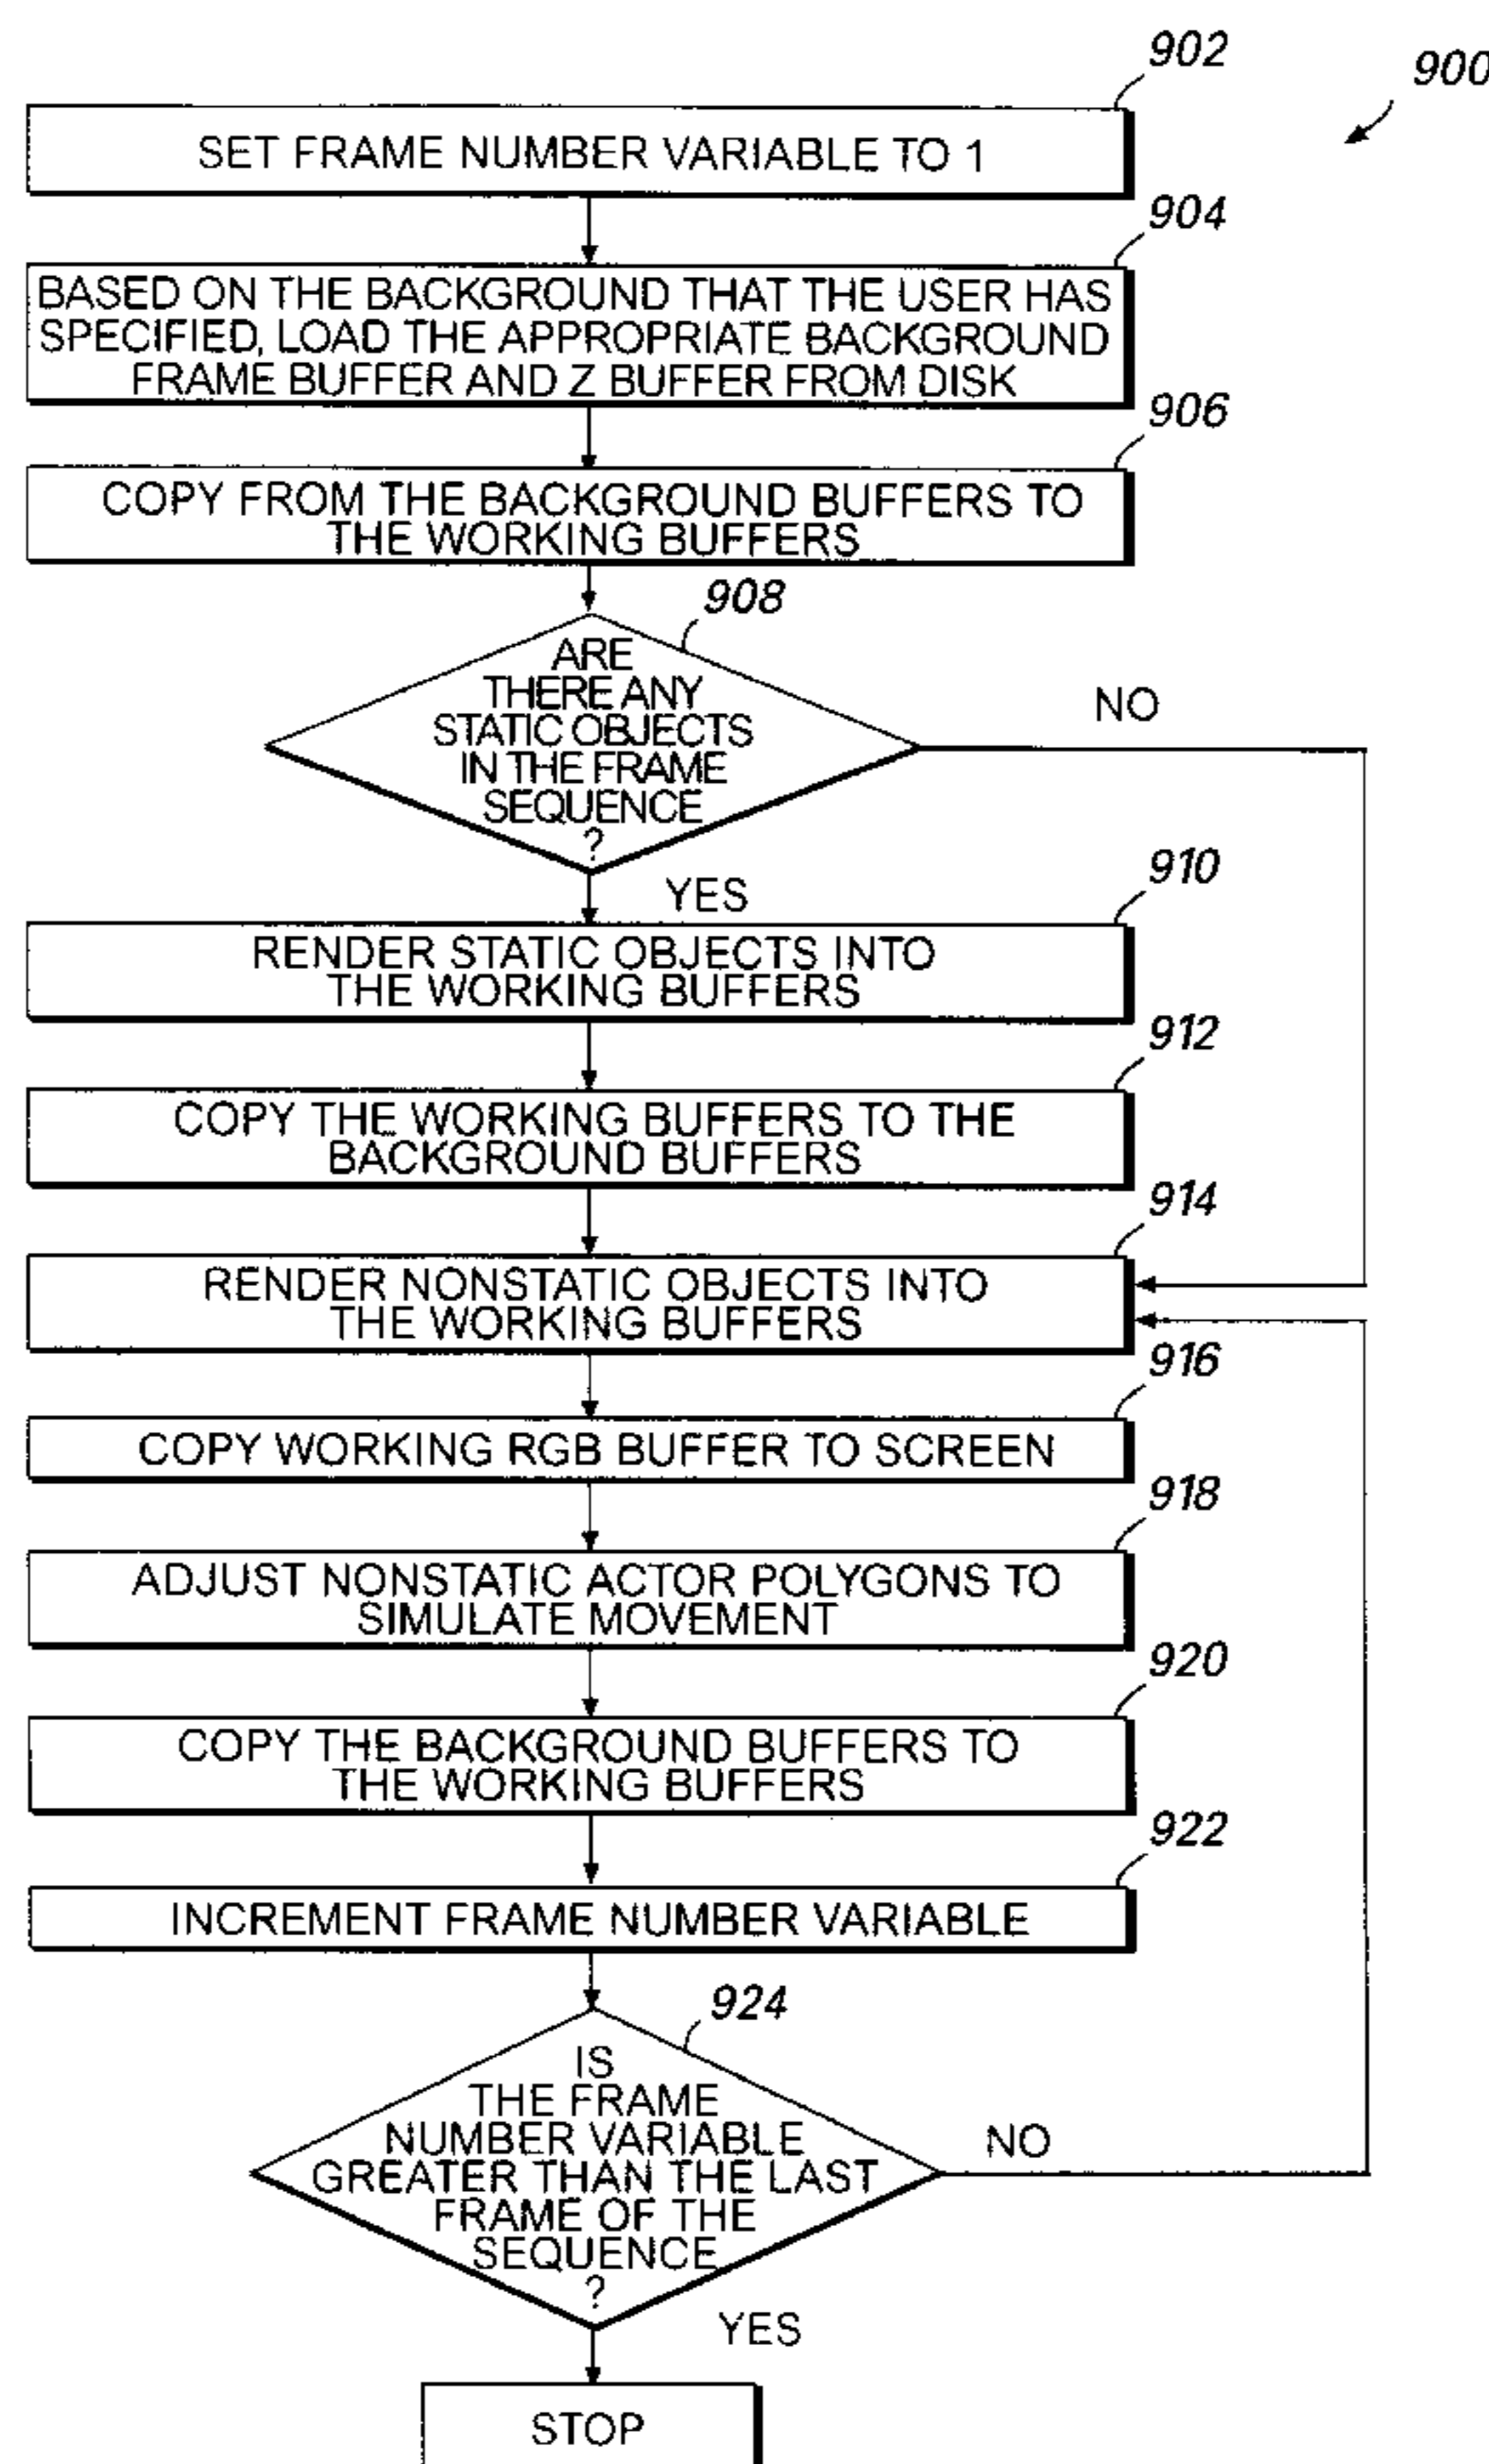 902
900
SET FRAME NUMBER VARIABLE TO 1
904
BASED ON THE BACKGROUND THAT THE USER HAS
SPECIFIED, LOAD THE APPROPRIATE BACKGROUND
FRAME BUFFER AND Z BUFFER FROM DISK
906
COPY FROM THE BACKGROUND BUFFERS TO
THE WORKING BUFFERS
908
ARE
THERE ANY
STATIC OBJECTS
IN THE FRAME
SEQUENCE
?
NO
YES
910
RENDER STATIC OBJECTS INTO
THE WORKING BUFFERS
912
COPY THE WORKING BUFFERS TO THE
BACKGROUND BUFFERS
914
RENDER NONSTATIC OBJECTS INTO
THE WORKING BUFFERS
916
COPY WORKING RGB BUFFER TO SCREEN
918
ADJUST NONSTATIC ACTOR POLYGONS TO
SIMULATE MOVEMENT
920
COPY THE BACKGROUND BUFFERS TO
THE WORKING BUFFERS
922
INCREMENT FRAME NUMBER VARIABLE
924
IS
THE FRAME
NUMBER VARIABLE
GREATER THAN THE LAST
FRAME OF THE
SEQUENCE
?
NO
YES
STOP